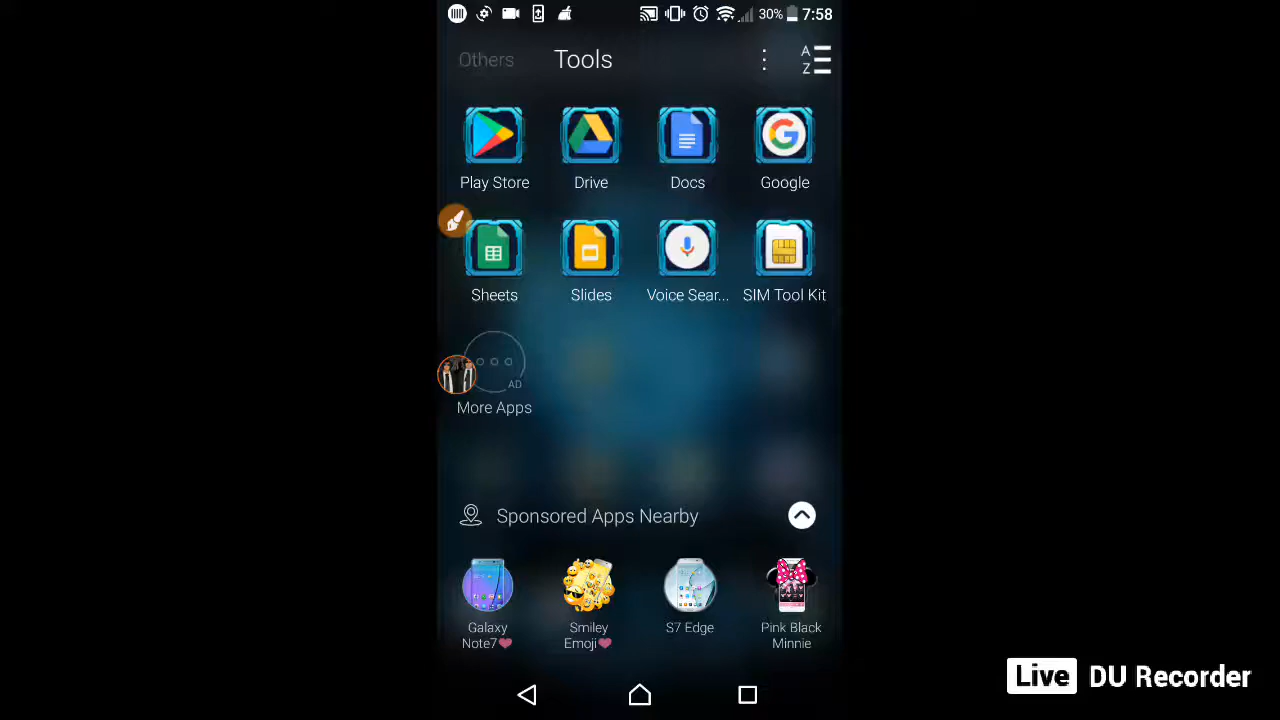 30% 7:58
Others Tools A Z
Play Store Drive Docs Google
Sheets Slides Voice Sear... SIM Tool Kit
AD
More Apps
Sponsored Apps Nearby
Galaxy Note7❤ Smiley Emoji❤ S7 Edge Pink Black Minnie
Live DU Recorder